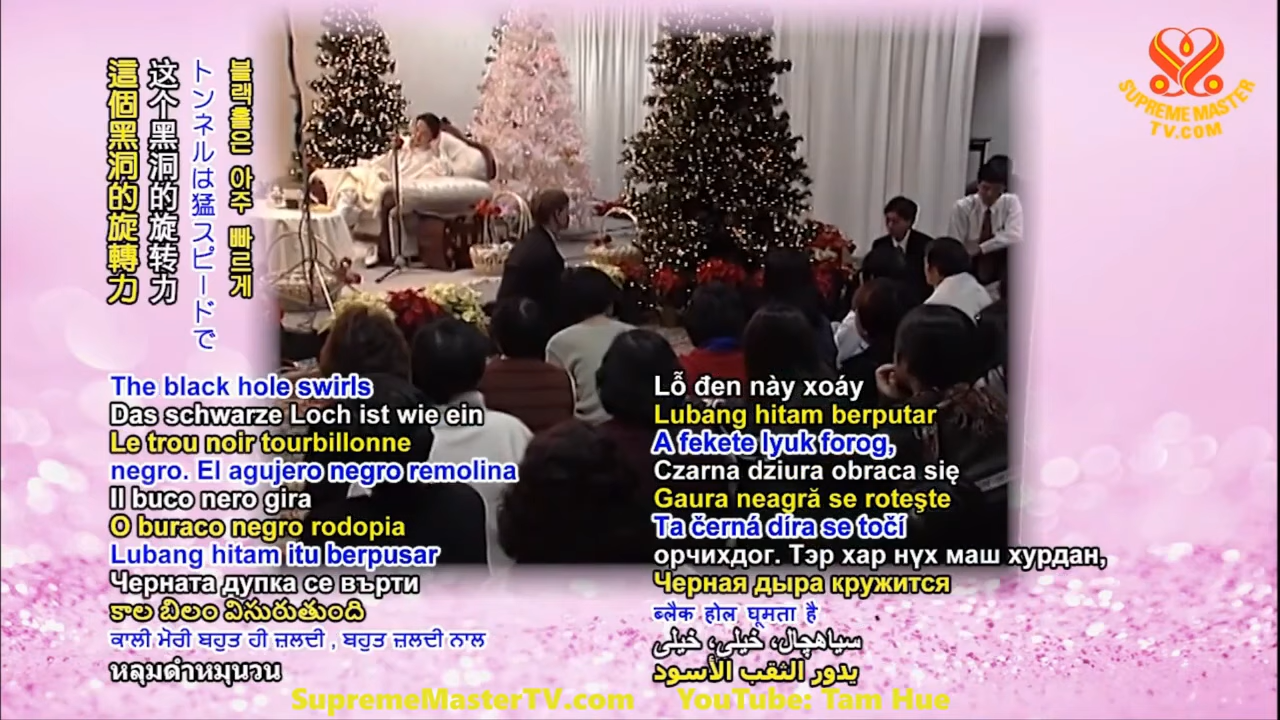 這個黑洞的旋轉力
这个黑洞的旋转力
トンネルは猛スピードで
블랙홀은 아주 빠르게
SUPREME MASTER
TV.COM
The black hole swirls
Das schwarze Loch ist wie ein
Le trou noir tourbillonne
negro. El agujero negro remolina
Il buco nero gira
O buraco negro rodopia
Lubang hitam itu berpusar
Черната дупка се върти
కాల బిలం విసురుతుంది
ਕਾਲੀ ਮੋਰੀ ਬਹੁਤ ਹੀ ਜ਼ਲਦੀ , ਬਹੁਤ ਜ਼ਲਦੀ ਨਾਲ
หลุมดำหมุนวน
Lỗ đen này xoáy
Lubang hitam berputar
A fekete lyuk forog,
Czarna dziura obraca się
Gaura neagră se roteşte
Ta černá díra se točí
орчихдог. Тэр хар нүх маш хурдан,
Черная дыра кружится
ब्लैक होल घूमता है
سیاهچال، خیلی، خیلی
يدور الثقب الأسود
SupremeMasterTV.com YouTube: Tam Hue